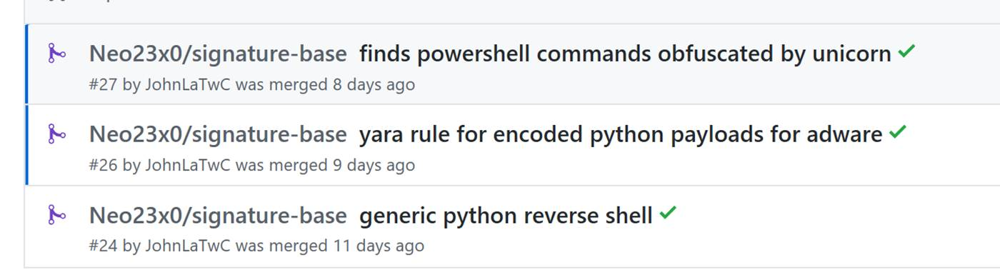 Neo23x0/signature-base finds powershell commands obfuscated by unicorn
#27 by JohnLaTwC was merged 8 days ago
Neo23x0/signature-base yara rule for encoded python payloads for adware
#26 by JohnLaTwC was merged 9 days ago
Neo23x0/signature-base generic python reverse shell
#24 by JohnLaTwC was merged 11 days ago